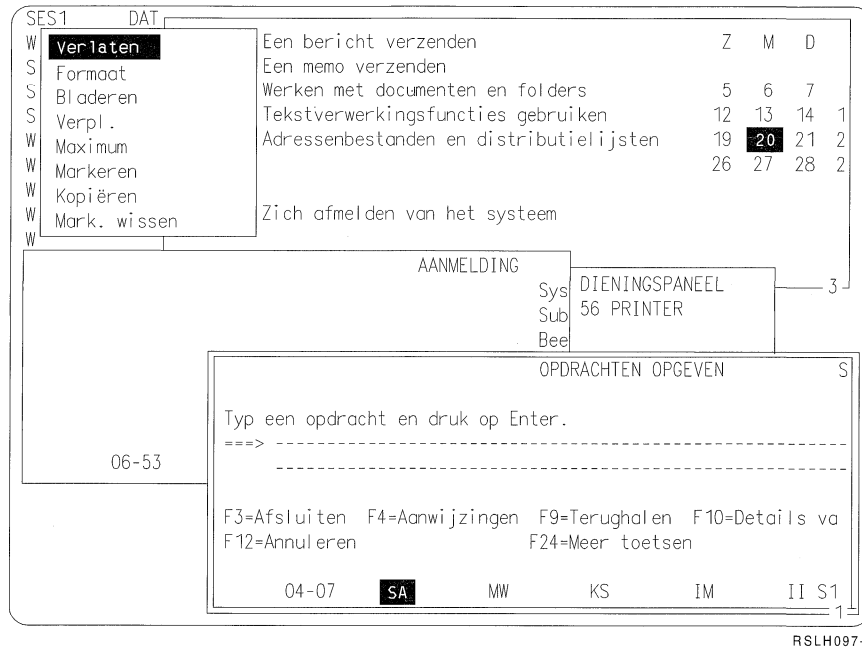 SES1 DAT
W Verlaten Een bericht verzenden Z M D
S Formaat Een memo verzenden
S Bladeren Werken met documenten en folders 5 6 7
S Verpl. Tekstverwerkingsfuncties gebruiken 12 13 14 1
W Maximum Adressenbestanden en distributielijsten 19 20 21 2
W Markeren 26 27 28 2
W Kopiëren
W Mark. wissen Zich afmelden van het systeem
W
AANMELDING
Sys DIENINGSPANEEL 3
Sub 56 PRINTER
Bee
OPDRACHTEN OPGEVEN S
Typ een opdracht en druk op Enter.
===> ------------------------------------------------------
------------------------------------------------------
06-53
F3=Afsluiten F4=Aanwijzingen F9=Terughalen F10=Details va
F12=Annuleren F24=Meer toetsen
04-07 SA MW KS IM II S1
1
RSLH097-